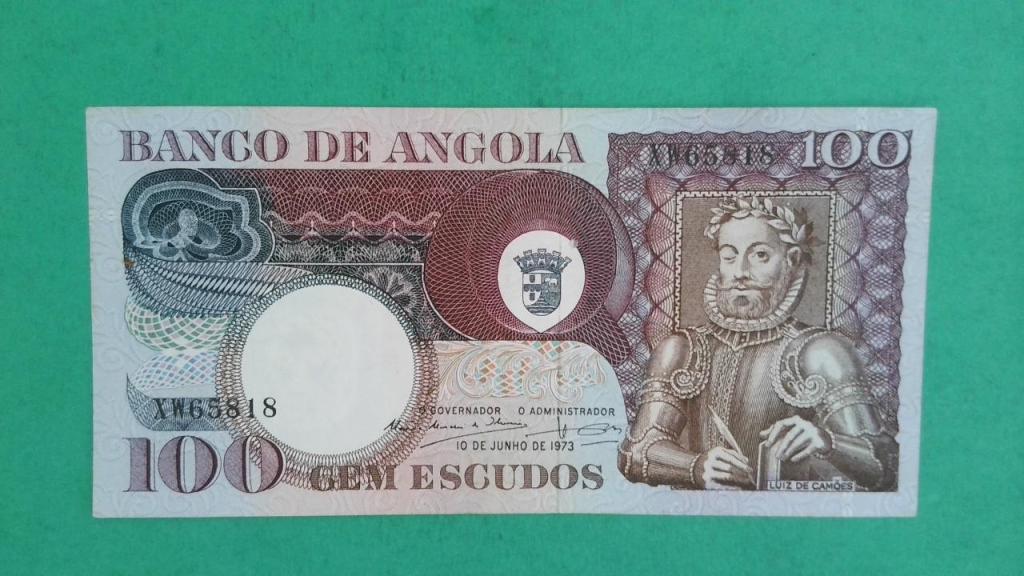 BANCO DE ANGOLA
XW65818 100
XW65818
O GOVERNADOR O ADMINISTRADOR
10 DE JUNHO DE 1973
100 CEM ESCUDOS
LUIZ DE CAMÕES